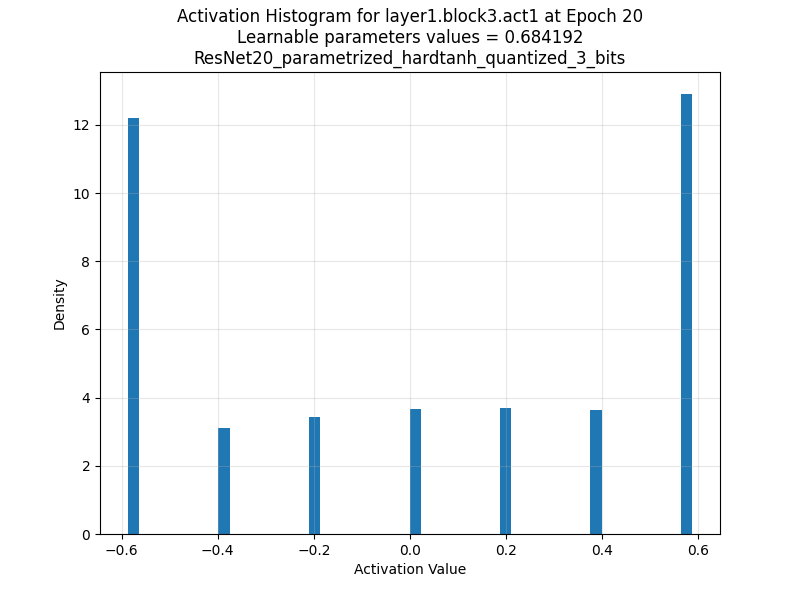 Activation Histogram for layer1.block3.act1 at Epoch 20
Learnable parameters values = 0.684192
ResNet20_parametrized_hardtanh_quantized_3_bits
12
10
8
6
4
2
0
Density
−0.6 −0.4 −0.2 0.0 0.2 0.4 0.6
Activation Value